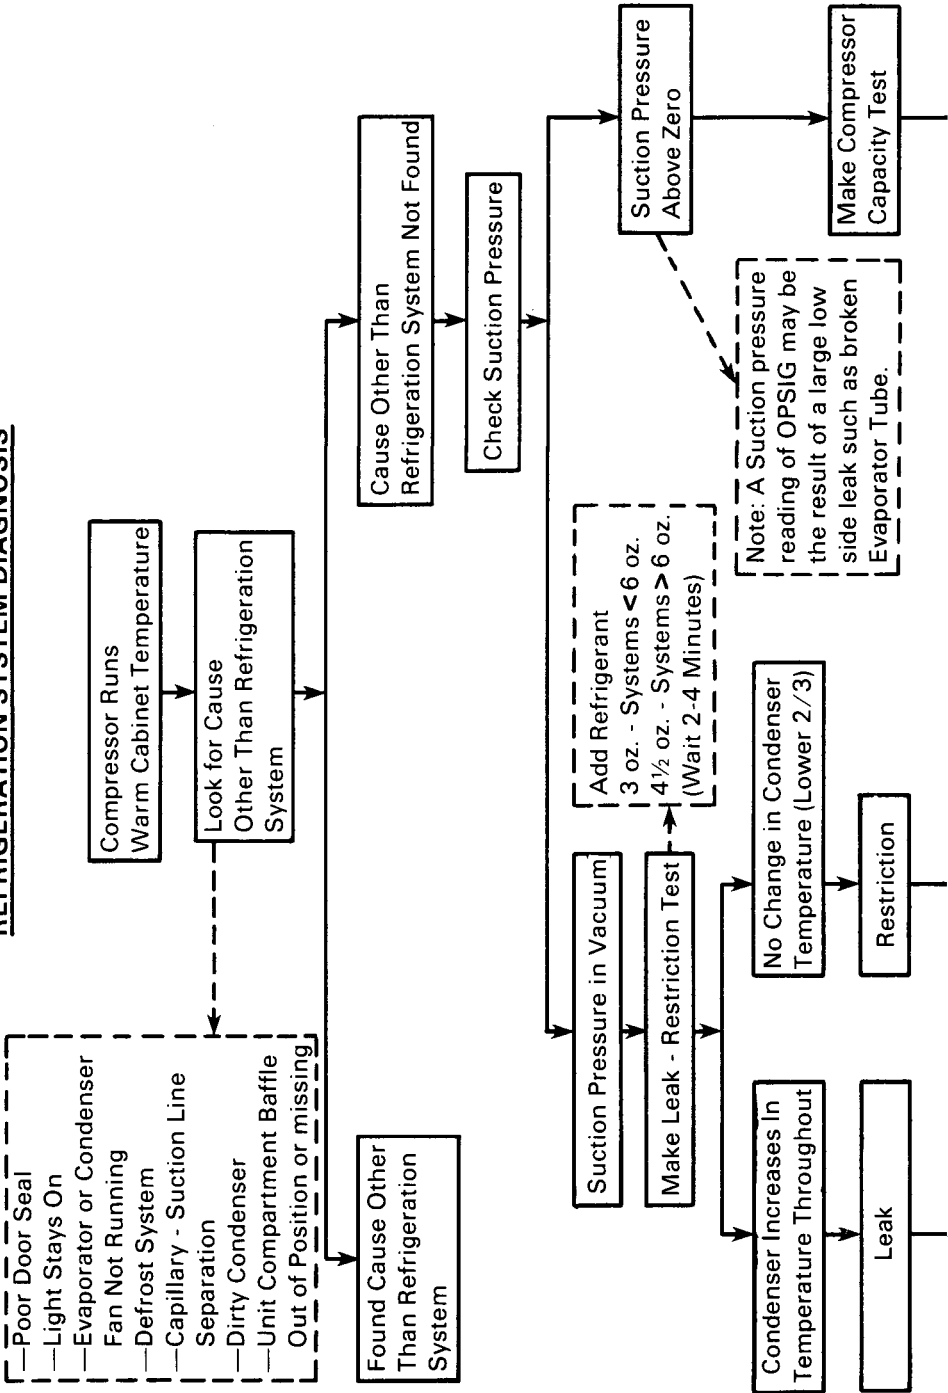 REFRIGERATION SYSTEM DIAGNOSIS
Compressor Runs
Warm Cabinet Temperature
Look for Cause
Other Than Refrigeration
System
—Poor Door Seal
—Light Stays On
—Evaporator or Condenser
Fan Not Running
—Defrost System
—Capillary - Suction Line
Separation
—Dirty Condenser
—Unit Compartment Baffle
Out of Position or missing
Found Cause Other
Than Refrigeration
System
Cause Other Than
Refrigeration System Not Found
Check Suction Pressure
Suction Pressure in Vacuum
Make Leak - Restriction Test
Add Refrigerant
3 oz. - Systems < 6 oz.
4½ oz. - Systems > 6 oz.
(Wait 2-4 Minutes)
Condenser Increases In
Temperature Throughout
Leak
No Change in Condenser
Temperature (Lower 2/3)
Restriction
Suction Pressure
Above Zero
Note: A Suction pressure
reading of OPSIG may be
the result of a large low
side leak such as broken
Evaporator Tube.
Make Compressor
Capacity Test